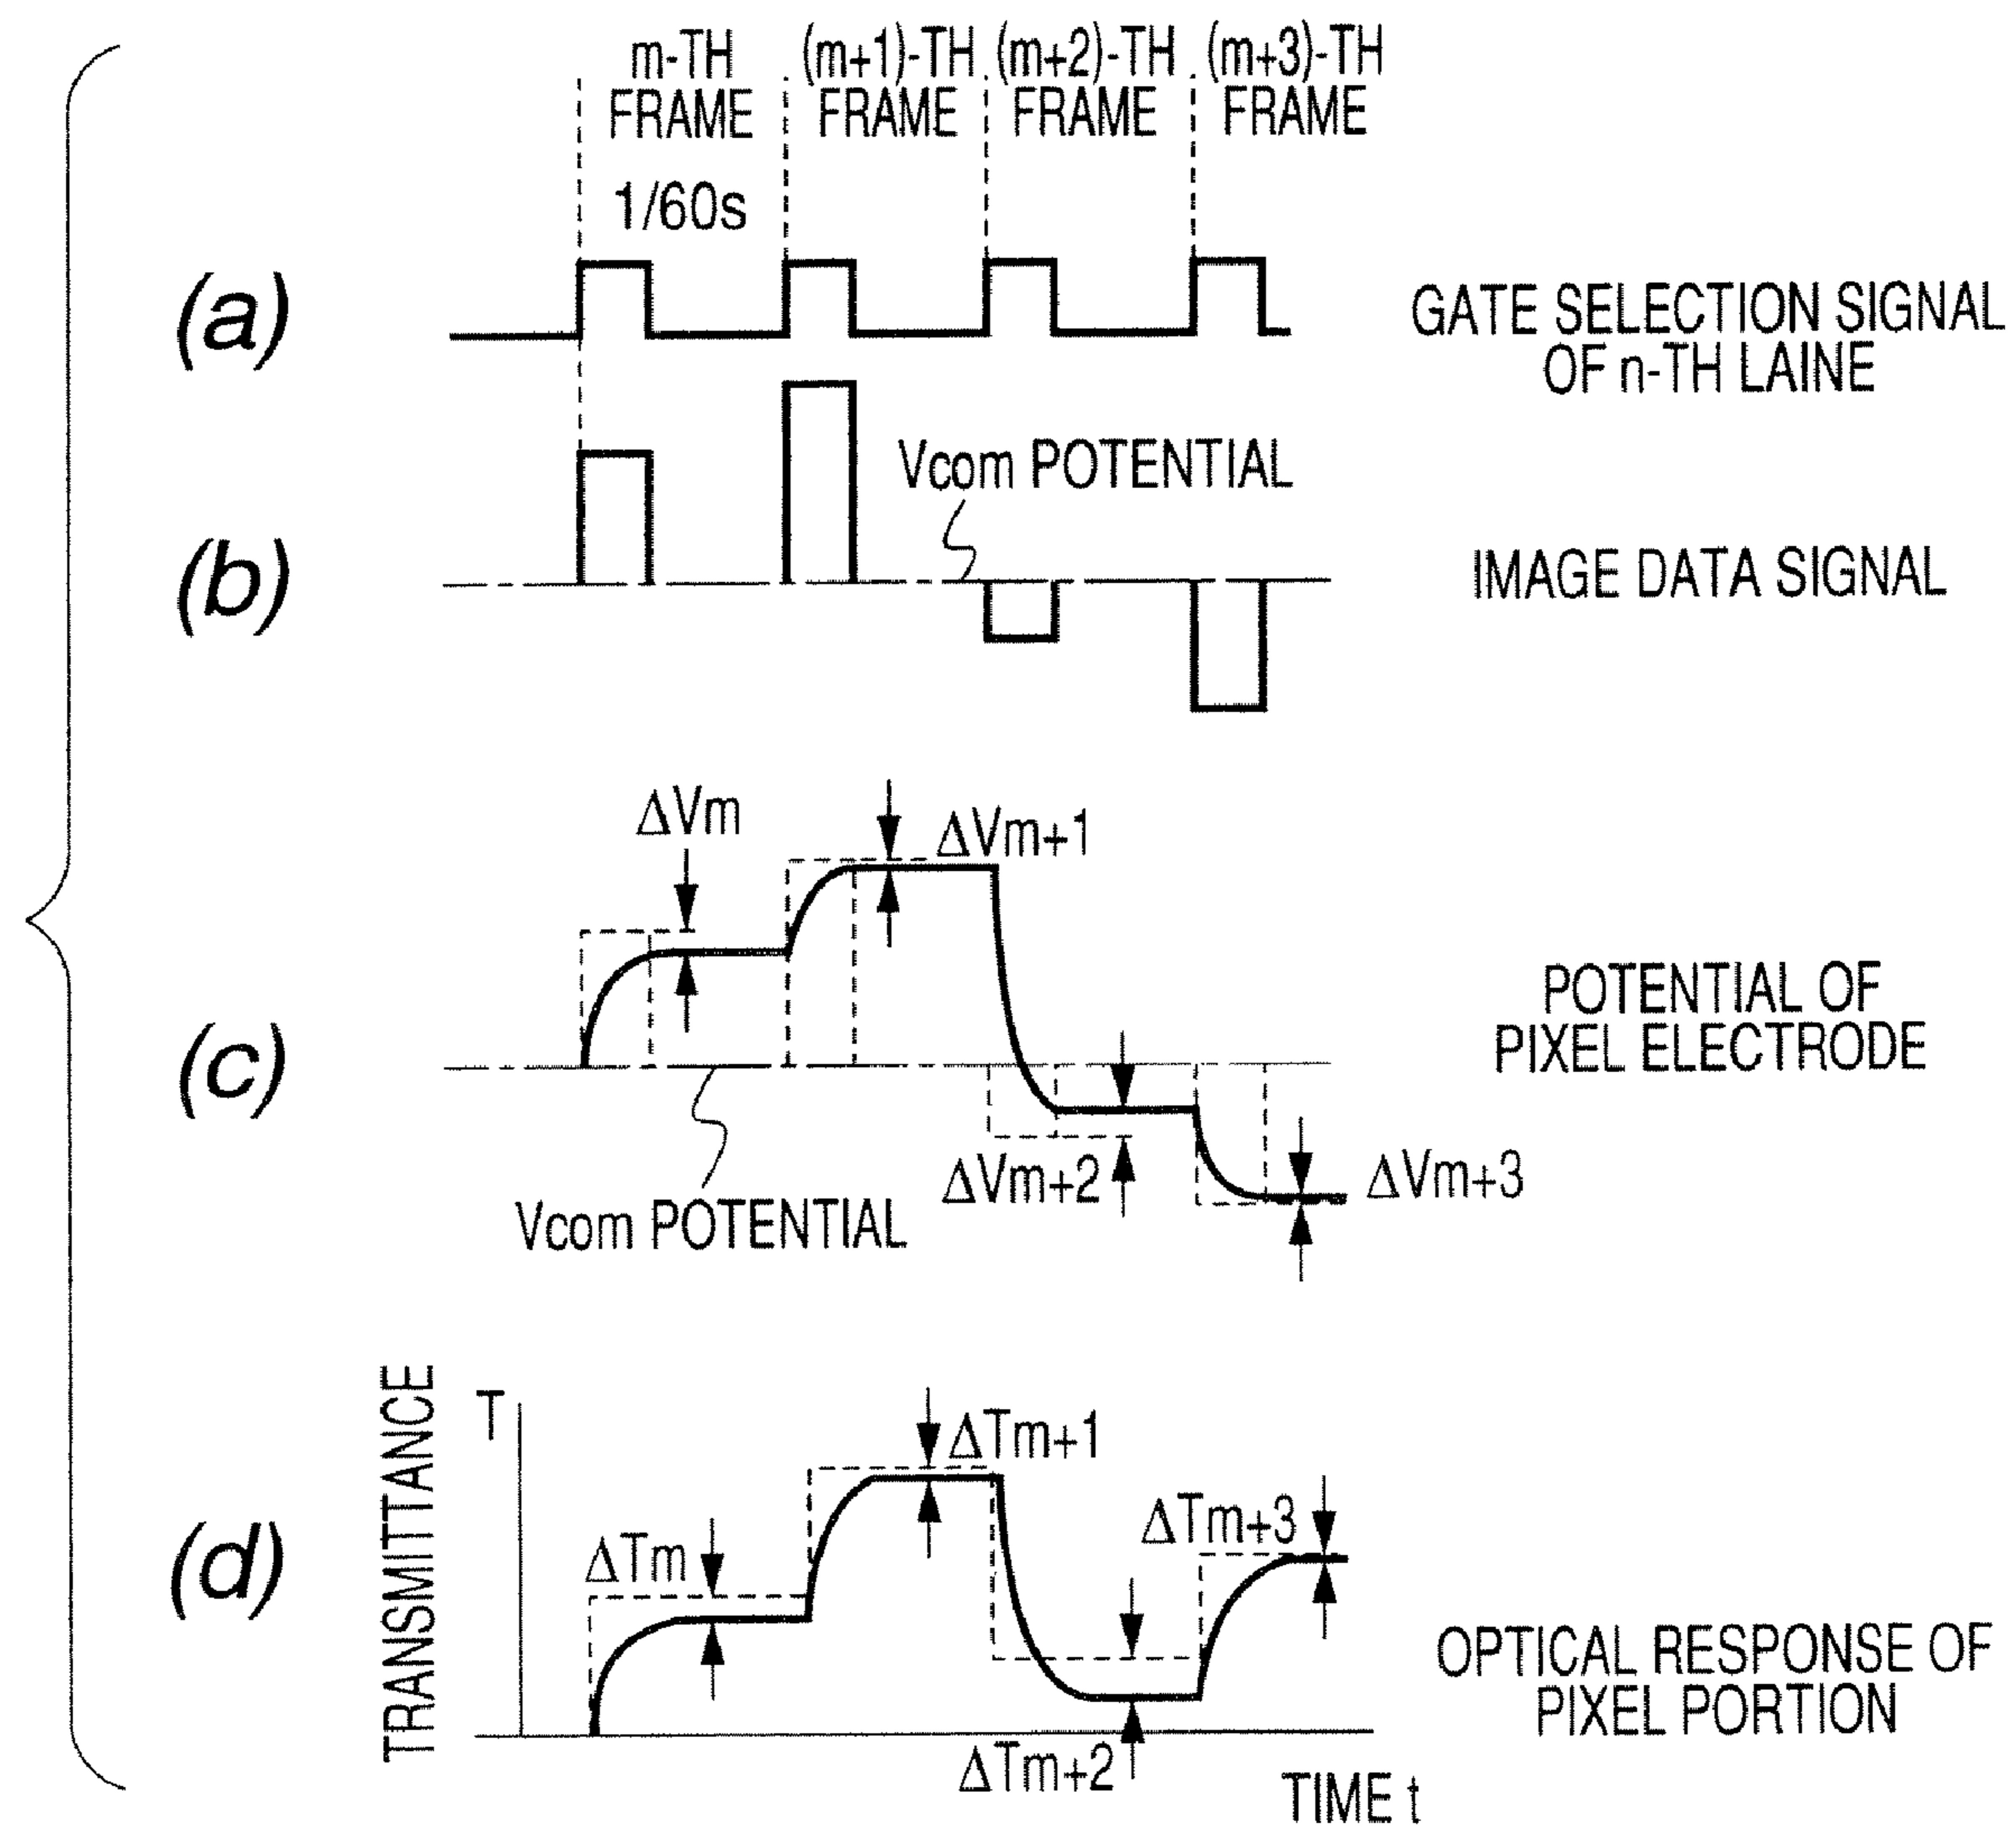 m-TH FRAME
(m+1)-TH FRAME
(m+2)-TH FRAME
(m+3)-TH FRAME
1/60s
(a)
GATE SELECTION SIGNAL
OF n-TH LAINE
Vcom POTENTIAL
(b)
IMAGE DATA SIGNAL
ΔVm
ΔVm+1
(c)
POTENTIAL OF
PIXEL ELECTRODE
ΔVm+2
ΔVm+3
Vcom POTENTIAL
TRANSMITTANCE
T
ΔTm+1
ΔTm+3
ΔTm
(d)
OPTICAL RESPONSE OF
PIXEL PORTION
ΔTm+2
TIME t